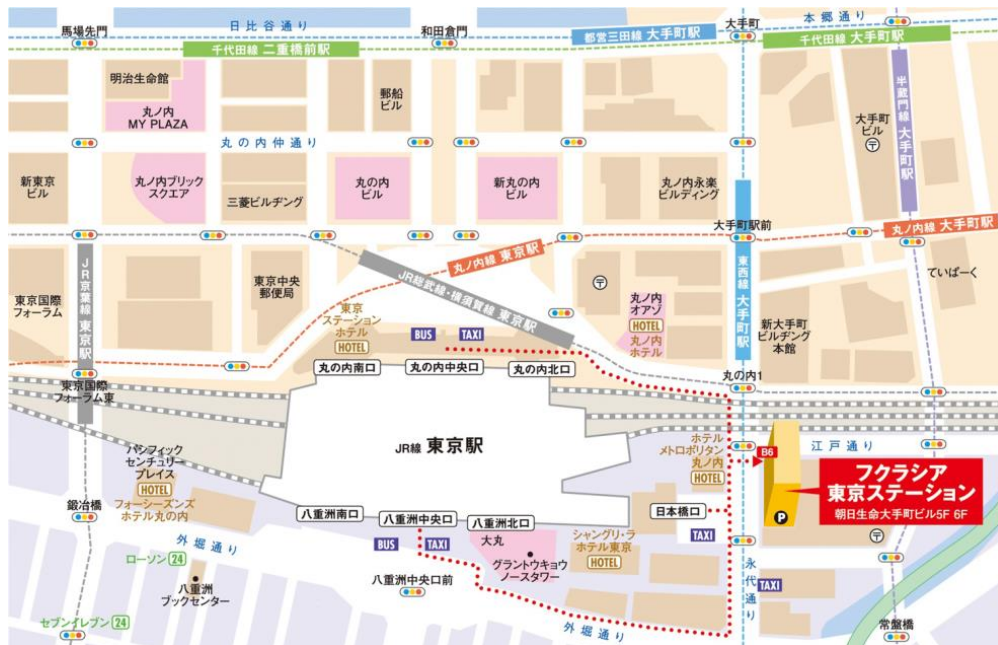 日比谷通り
本郷通り
馬場先門
和田倉門
大手町
千代田線 二重橋前駅
都営三田線 大手町駅
千代田線 大手町駅
明治生命館
丸ノ内
MY PLAZA
郵船
ビル
大手町
ビル
〒
半蔵門線 大手町駅
丸の内仲通り
新東京
ビル
丸ノ内ブリック
スクエア
三菱ビルヂング
丸の内
ビル
新丸の内
ビル
丸ノ内永楽
ビルディング
大手町駅前
丸ノ内線 大手町駅
JR京葉線 東京駅
東京国際
フォーラム
東京中央
郵便局
丸ノ内線 東京駅
JR総武線・横須賀線 東京駅
〒
丸ノ内
オアゾ
HOTEL
丸ノ内
ホテル
東西線 大手町駅
新大手町
ビルヂング
本館
ていぱーく
東京
ステーション
ホテル
HOTEL
BUS
TAXI
丸の内南口
丸の内中央口
丸の内北口
丸の内1
東京国際
フォーラム東
JR線 東京駅
パシフィック
センチュリー
プレイス
HOTEL
フォーシーズンズ
ホテル丸の内
ホテル
メトロポリタン
丸ノ内
HOTEL
B6
江戸通り
フクラシア
東京ステーション
朝日生命大手町ビル5F 6F
P
〒
鍛冶橋
外堀通り
八重洲南口
八重洲中央口
八重洲北口
日本橋口
BUS
TAXI
大丸
グラントウキョウ
ノースタワー
シャングリ・ラ
ホテル東京
HOTEL
TAXI
ローソン 24
八重洲
ブックセンター
八重洲中央口前
永代通り
TAXI
セブンイレブン 24
外堀通り
常盤橋